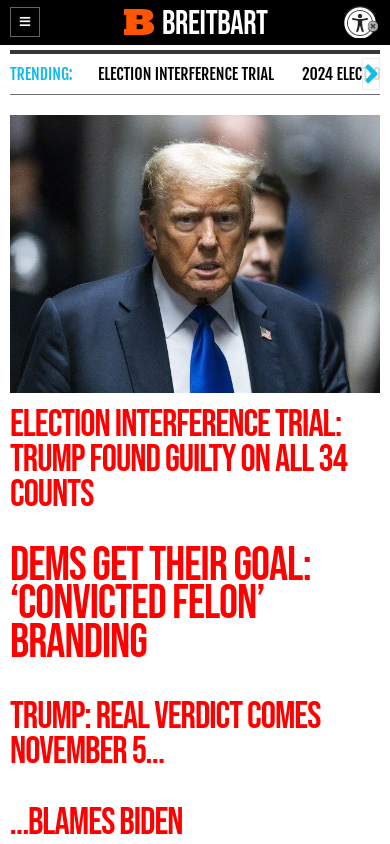 BREITBART
TRENDING: ELECTION INTERFERENCE TRIAL 2024 ELEC
ELECTION INTERFERENCE TRIAL:
TRUMP FOUND GUILTY ON ALL 34
COUNTS
DEMS GET THEIR GOAL:
‘CONVICTED FELON’
BRANDING
TRUMP: REAL VERDICT COMES
NOVEMBER 5…
…BLAMES BIDEN